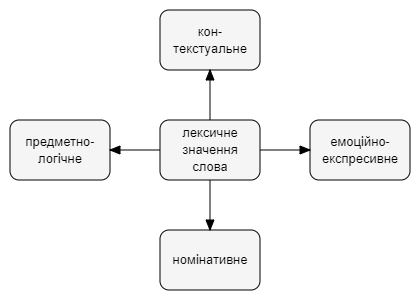 кон-
текстуальне
предметно-
логічне
лексичне
значення
слова
емоційно-
експресивне
номінативне